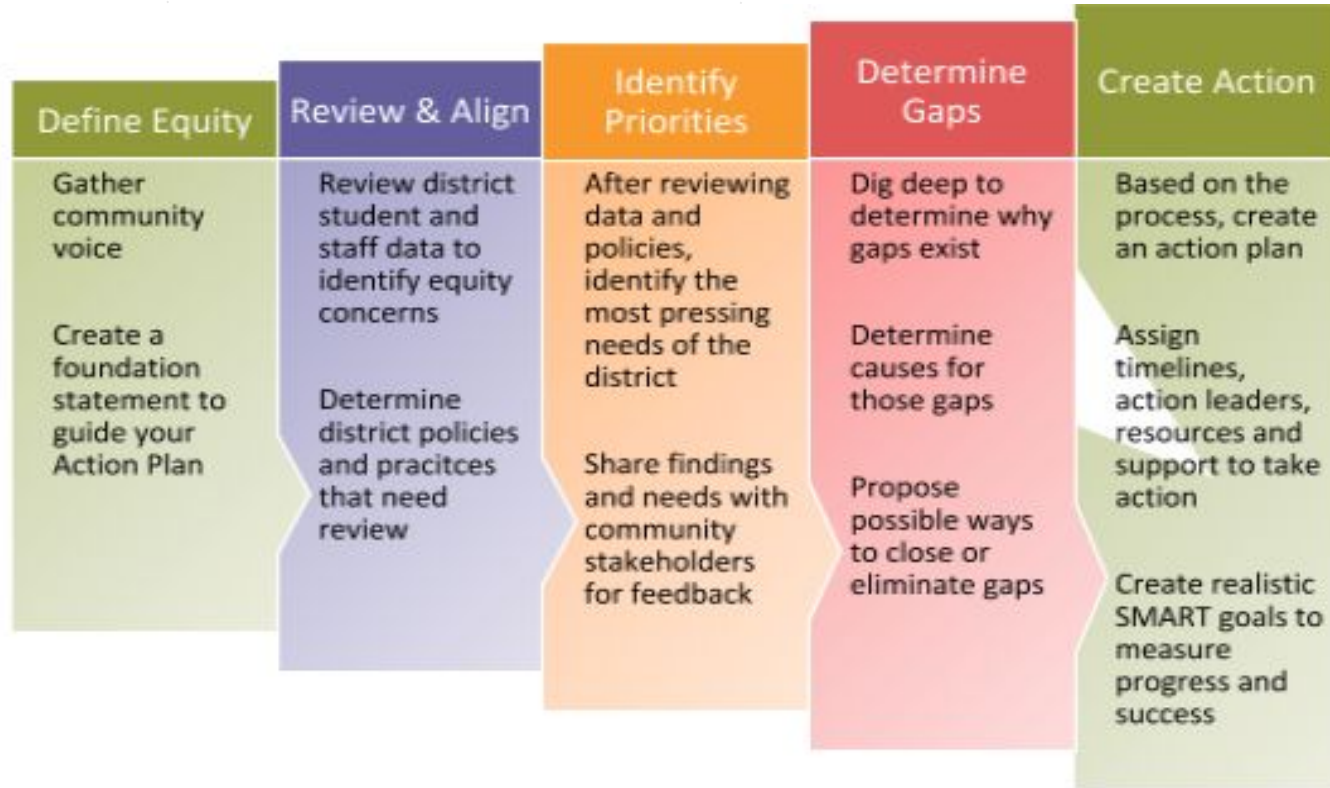 Define Equity
Gather
community
voice
Create a
foundation
statement to
guide your
Action Plan
Review & Align
Review district
student and
staff data to
identify equity
concerns
Determine
district policies
and pracitces
that need
review
Identify
Priorities
After reviewing
data and
policies,
identify the
most pressing
needs of the
district
Share findings
and needs with
community
stakeholders
for feedback
Determine
Gaps
Dig deep to
determine why
gaps exist
Determine
causes for
those gaps
Propose
possible ways
to close or
eliminate gaps
Create Action
Based on the
process, create
an action plan
Assign
timelines,
action leaders,
resources and
support to take
action
Create realistic
SMART goals to
measure
progress and
success